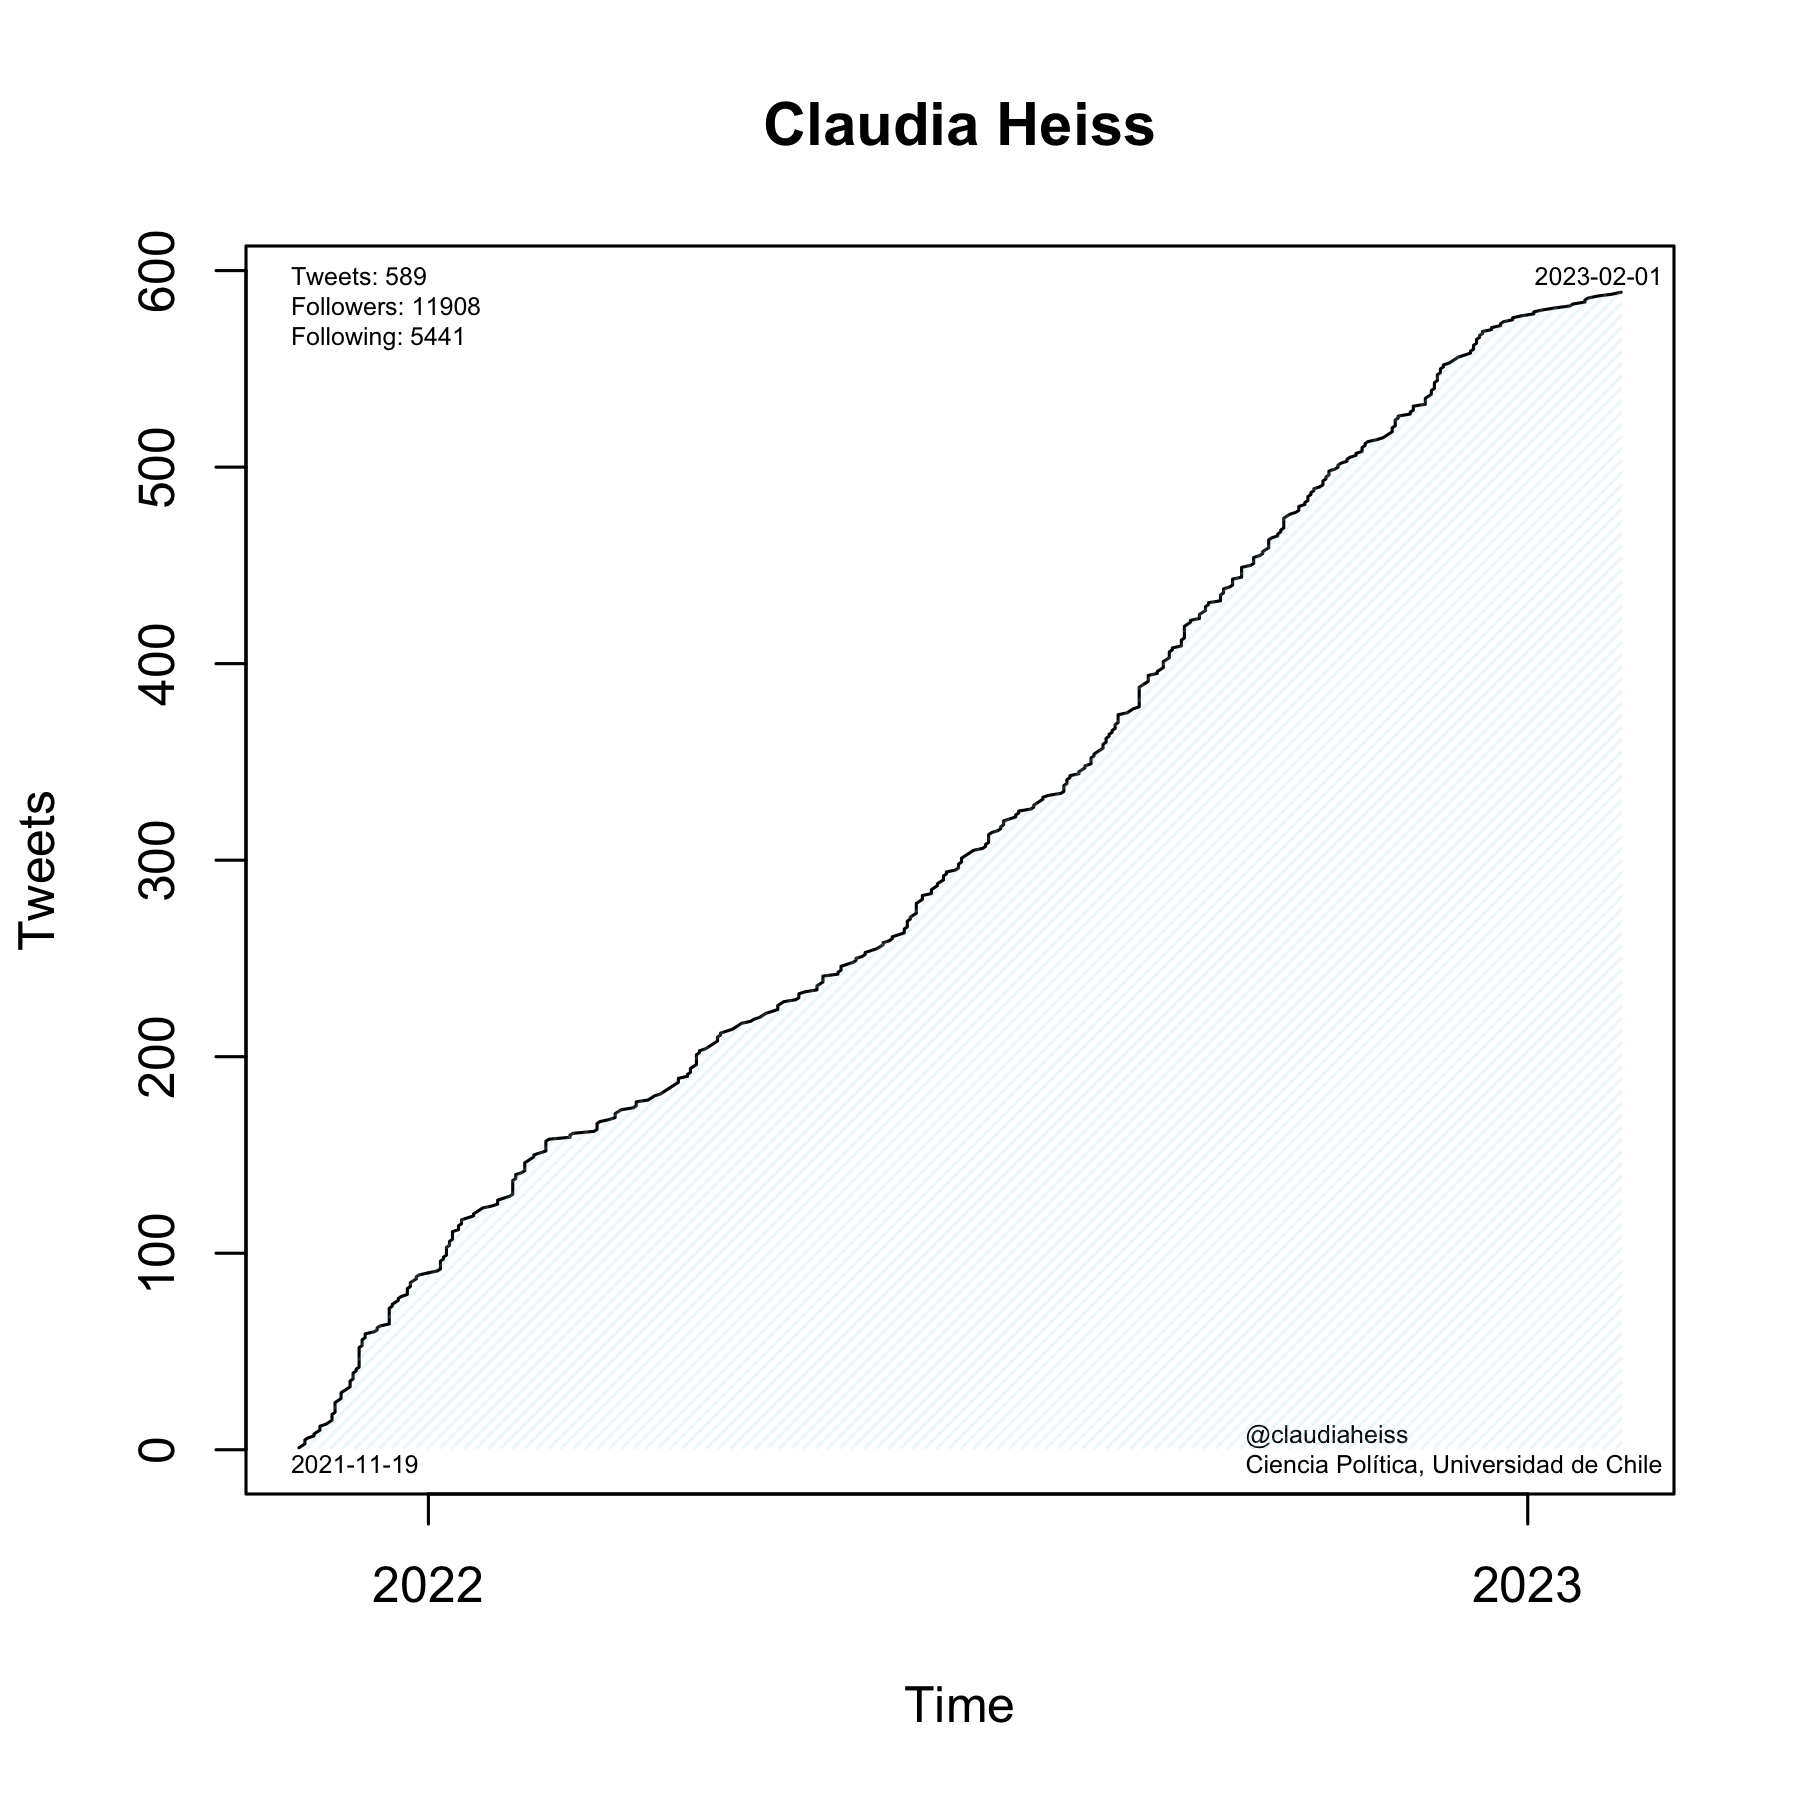 Claudia Heiss
Tweets: 589
Followers: 11908
Following: 5441
2023-02-01
600
500
400
300
200
100
0
Tweets
@claudiaheiss
Ciencia Política, Universidad de Chile
2021-11-19
2022
2023
Time